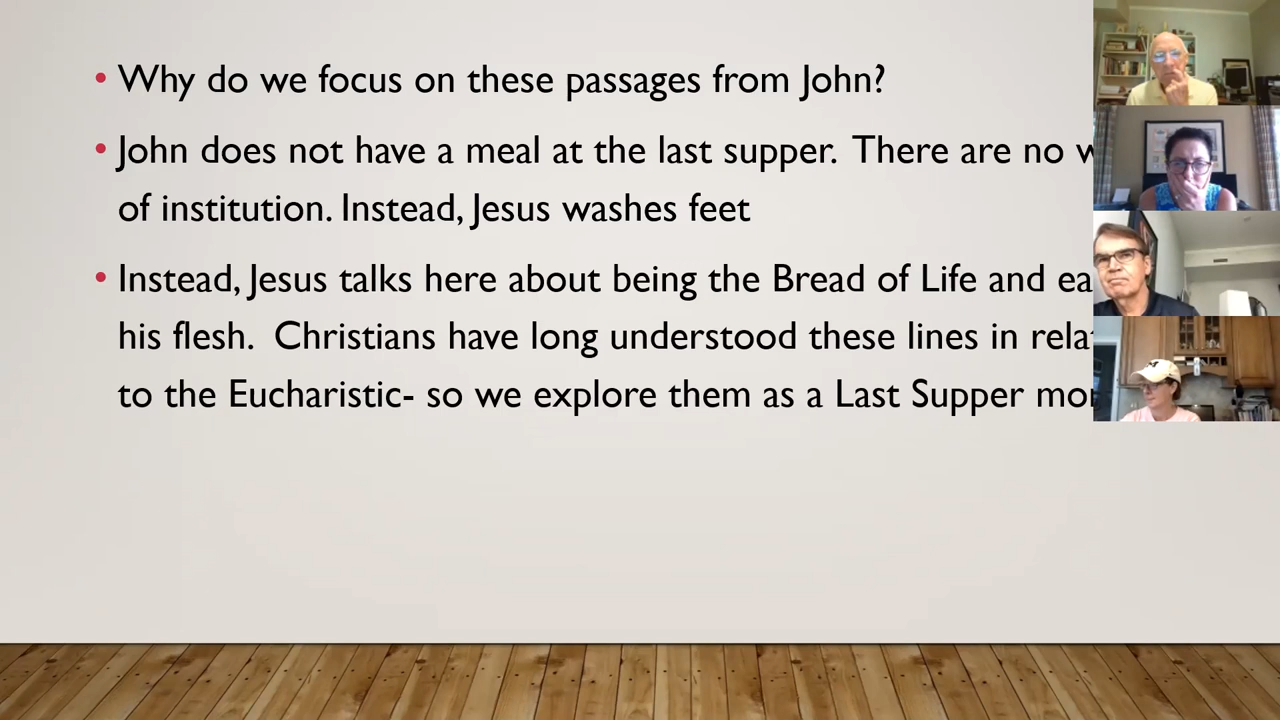 • Why do we focus on these passages from John?
• John does not have a meal at the last supper.  There are no
of institution. Instead, Jesus washes feet
• Instead, Jesus talks here about being the Bread of Life and
his flesh.  Christians have long understood these lines in
to the Eucharistic- so we explore them as a Last Supper